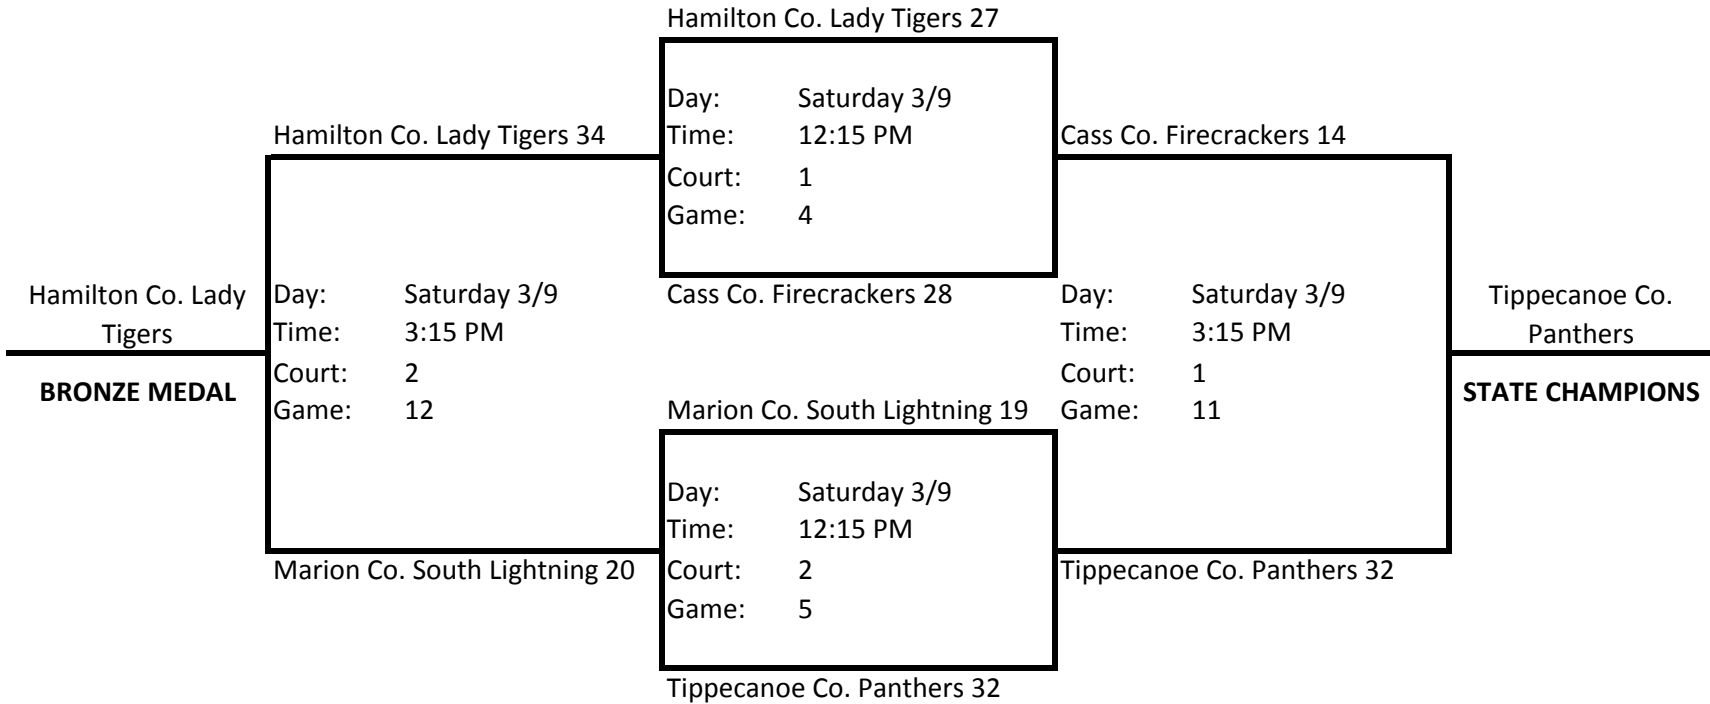 Hamilton Co. Lady Tigers 27
Day: Saturday 3/9
Time: 12:15 PM
Court: 1
Game: 4
Cass Co. Firecrackers 28
Hamilton Co. Lady Tigers 34
Day: Saturday 3/9
Time: 3:15 PM
Court: 2
Game: 12
Marion Co. South Lightning 20
Hamilton Co. Lady
Tigers
BRONZE MEDAL
Marion Co. South Lightning 19
Day: Saturday 3/9
Time: 12:15 PM
Court: 2
Game: 5
Tippecanoe Co. Panthers 32
Cass Co. Firecrackers 14
Day: Saturday 3/9
Time: 3:15 PM
Court: 1
Game: 11
Tippecanoe Co. Panthers 32
Tippecanoe Co.
Panthers
STATE CHAMPIONS